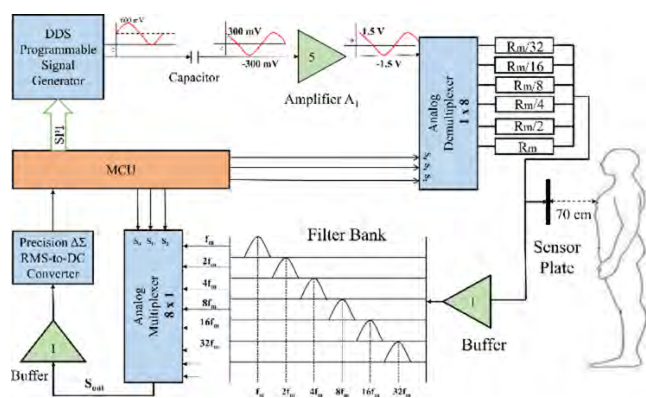 DDS
Programmable
Signal
Generator
600 mV
Capacitor
300 mV
-300 mV
5
Amplifier A1
1.5 V
-1.5 V
Analog
Demultiplexer
1 x 8
Rm/32
Rm/16
Rm/8
Rm/4
Rm/2
Rm
SPI
MCU
70 cm
Sensor
Plate
Precision ΔΣ
RMS-to-DC
Converter
1
Buffer
Sout
S0 S1 S2
Analog
Multiplexer
8 x 1
Filter Bank
fm
2fm
4fm
8fm
16fm
32fm
fm 2fm 4fm 8fm 16fm 32fm
1
Buffer